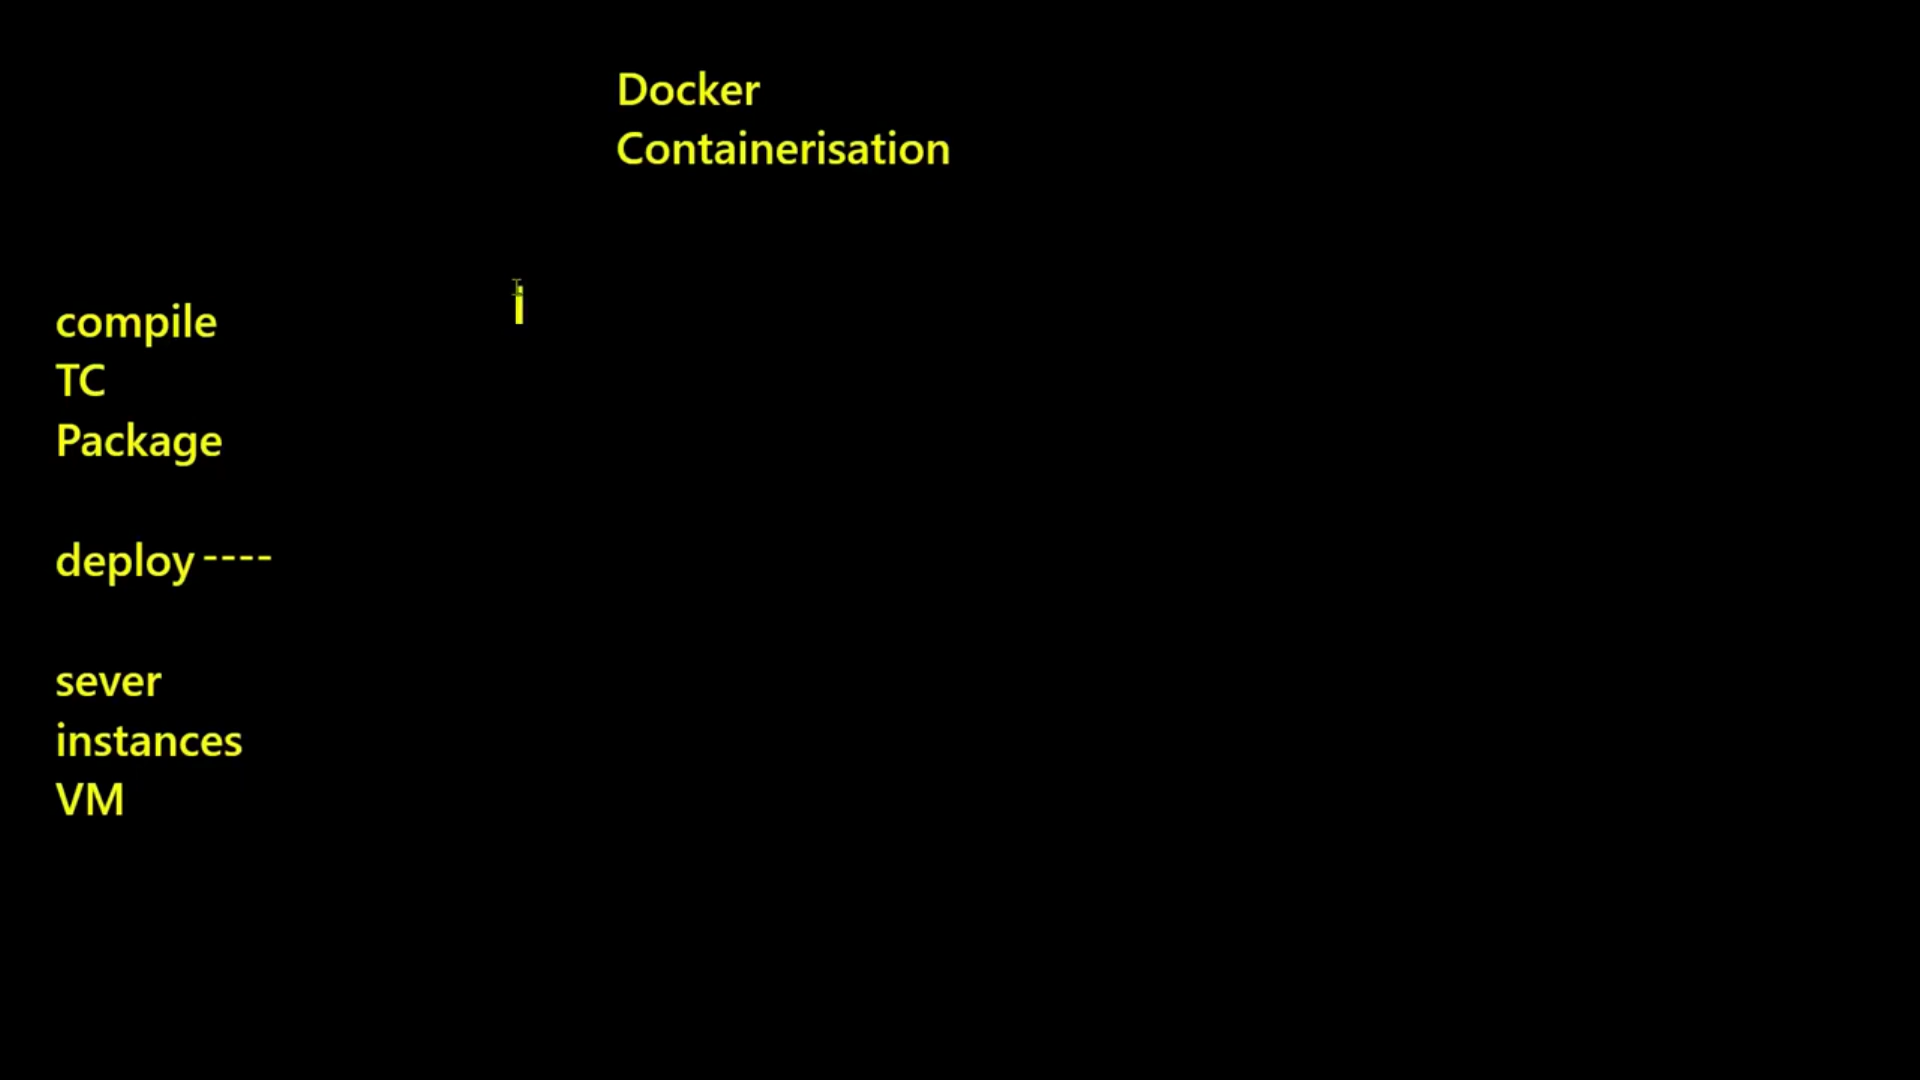 Docker
Containerisation
i
compile
TC
Package
deploy ----
sever
instances
VM